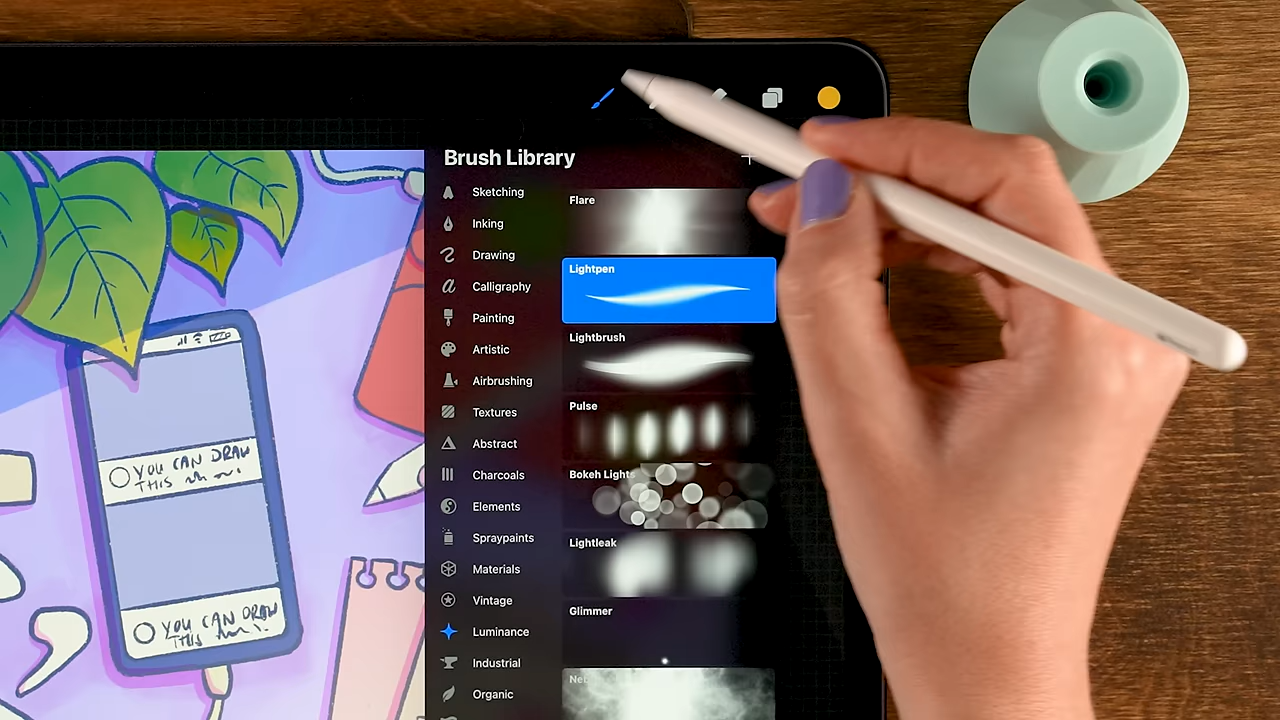 Brush Library
Sketching
Inking
Drawing
Calligraphy
Painting
Artistic
Airbrushing
Textures
Abstract
Charcoals
Elements
Spraypaints
Materials
Vintage
Luminance
Industrial
Organic
Flare
Lightpen
Lightbrush
Pulse
Bokeh Lights
Lightleak
Glimmer
YOU CAN DRAW
THIS
YOU CAN DRAW
THIS